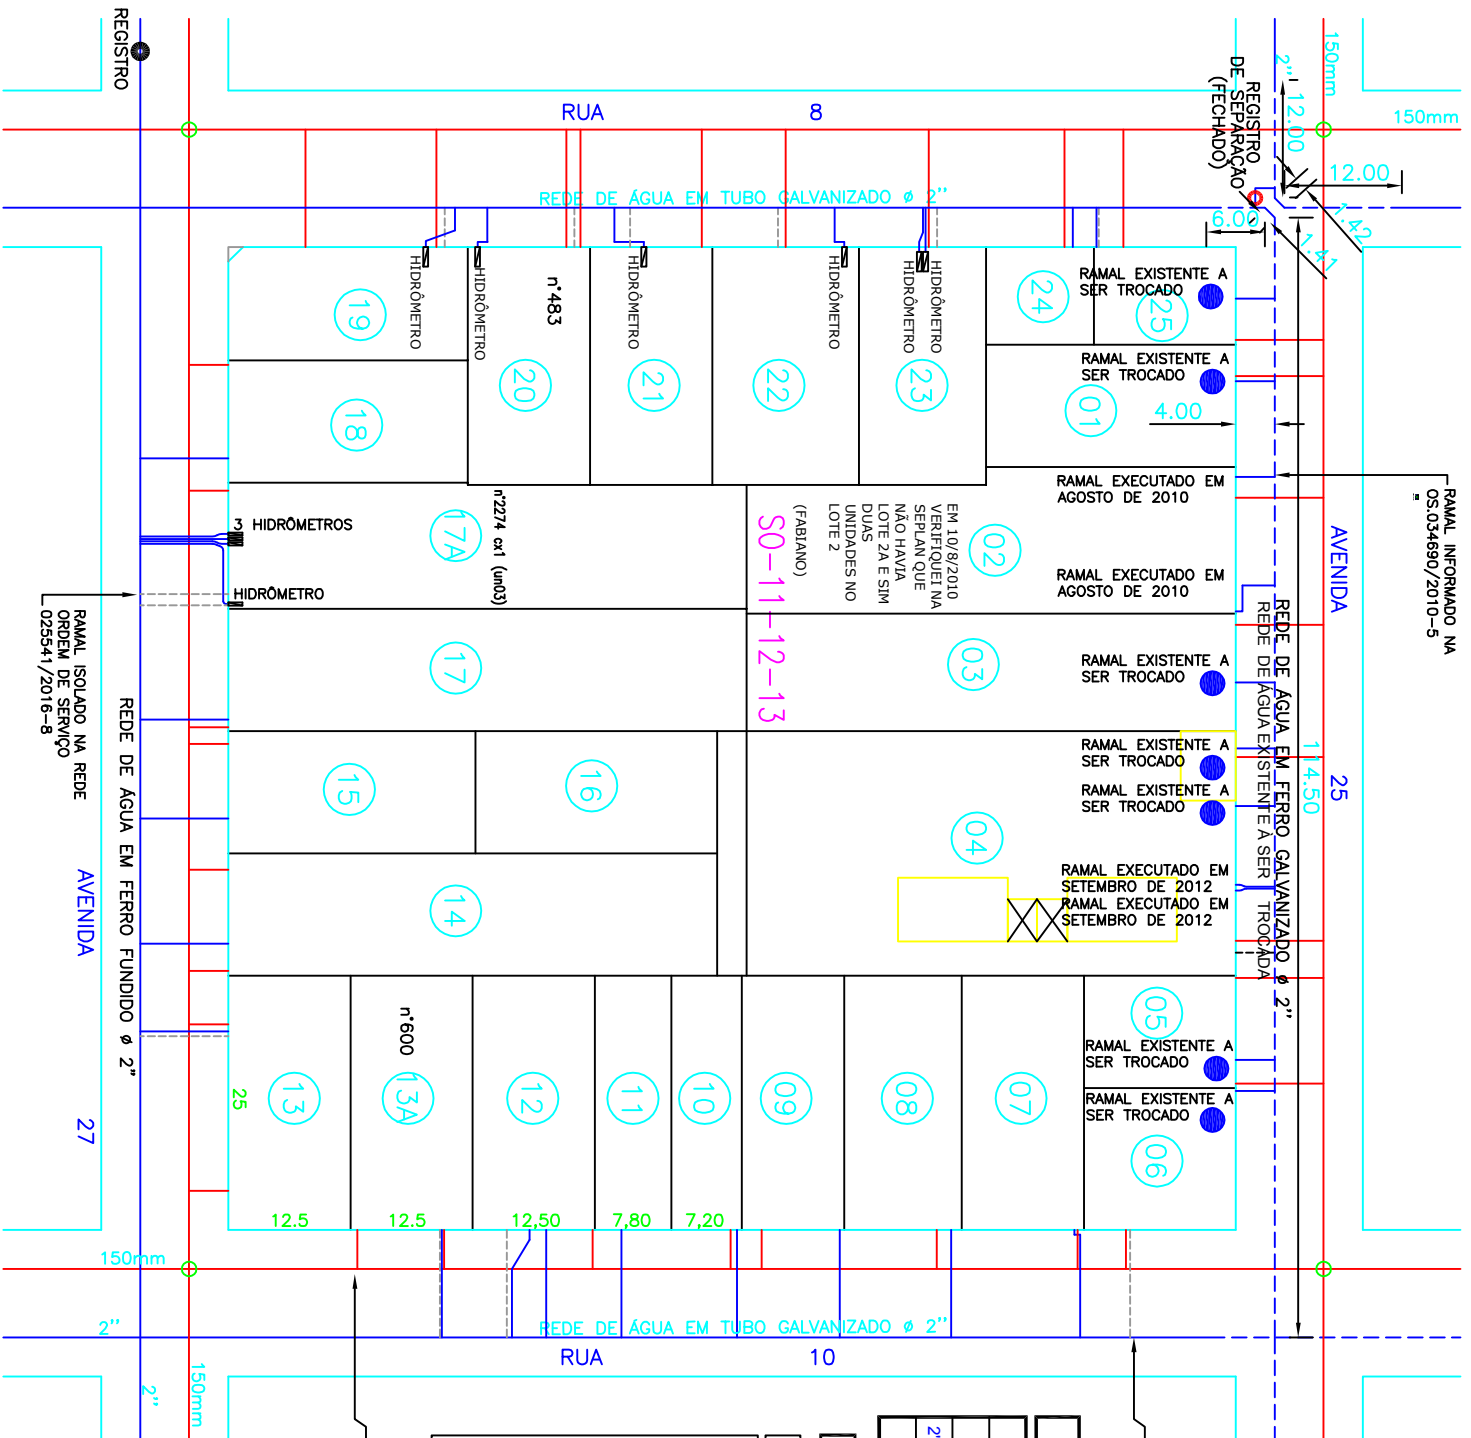 REGISTRO
RUA 8
REGISTRO
DE SEPARAÇÃO
(FECHADO)
2''
12.00
150mm
150mm
12.00
1.42
1.41
6.00
REDE DE ÁGUA EM TUBO GALVANIZADO ø 2''
HIDRÔMETRO
HIDRÔMETRO
n°483
HIDRÔMETRO
HIDRÔMETRO
HIDRÔMETRO
HIDRÔMETRO
19
18
20
21
22
23
24
25
01
RAMAL EXISTENTE A
SER TROCADO
RAMAL EXISTENTE A
SER TROCADO
4.00
RAMAL EXECUTADO EM
AGOSTO DE 2010
RAMAL EXECUTADO EM
AGOSTO DE 2010
RAMAL INFORMADO NA
OS.034690/2010-5
AVENIDA 25
3 HIDRÔMETROS
HIDRÔMETRO
17A
n°2274 cx1 (un03)
EM 10/8/2010
VERIFIQUEI NA
SEPLAN QUE
NÃO HAVIA
LOTE 2A E SIM
DUAS
UNIDADES NO
LOTE 2
(FABIANO)
S0-11-12-13
02
17
03
RAMAL EXISTENTE A
SER TROCADO
REDE DE ÁGUA EM FERRO GALVANIZADO ø 2''
REDE DE ÁGUA EXISTENTE À SER TROCADA
114.50
RAMAL ISOLADO NA REDE
ORDEM DE SERVIÇO
025541/2016-8
REDE DE ÁGUA EM FERRO FUNDIDO ø 2''
AVENIDA 27
15
16
14
04
RAMAL EXISTENTE A
SER TROCADO
RAMAL EXISTENTE A
SER TROCADO
RAMAL EXECUTADO EM
SETEMBRO DE 2012
RAMAL EXECUTADO EM
SETEMBRO DE 2012
n°600
13
13A
12
11
10
09
08
07
05
06
RAMAL EXISTENTE A
SER TROCADO
RAMAL EXISTENTE A
SER TROCADO
25
12.5
12.5
12,50
7,80
7,20
150mm
2''
REDE DE ÁGUA EM TUBO GALVANIZADO ø 2''
RUA 10
2''
150mm
2''